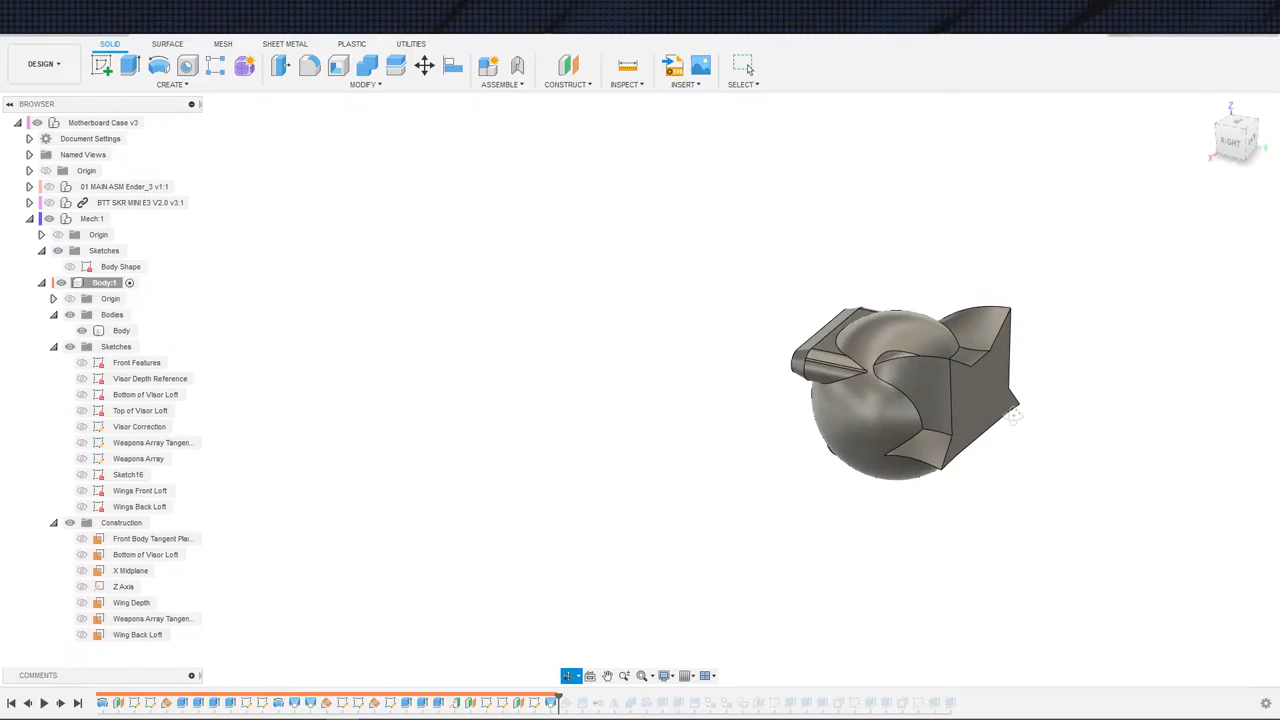 SOLID SURFACE MESH SHEET METAL PLASTIC UTILITIES
DESIGN
CREATE MODIFY ASSEMBLE CONSTRUCT INSPECT INSERT SELECT
BROWSER
Motherboard Case v3
Document Settings
Named Views
Origin
01 MAIN ASM Ender_3 v1:1
BTT SKR MINI E3 V2.0 v3:1
Mech:1
Origin
Sketches
Body Shape
Body:1
Origin
Bodies
Body
Sketches
Front Features
Visor Depth Reference
Bottom of Visor Loft
Top of Visor Loft
Visor Correction
Weapons Array Tangen...
Weapons Array
Sketch16
Wings Front Loft
Wings Back Loft
Construction
Front Body Tangent Pla...
Bottom of Visor Loft
X Midplane
Z Axis
Wing Depth
Weapons Array Tangen...
Wing Back Loft
COMMENTS
Z
RIGHT
X
Y